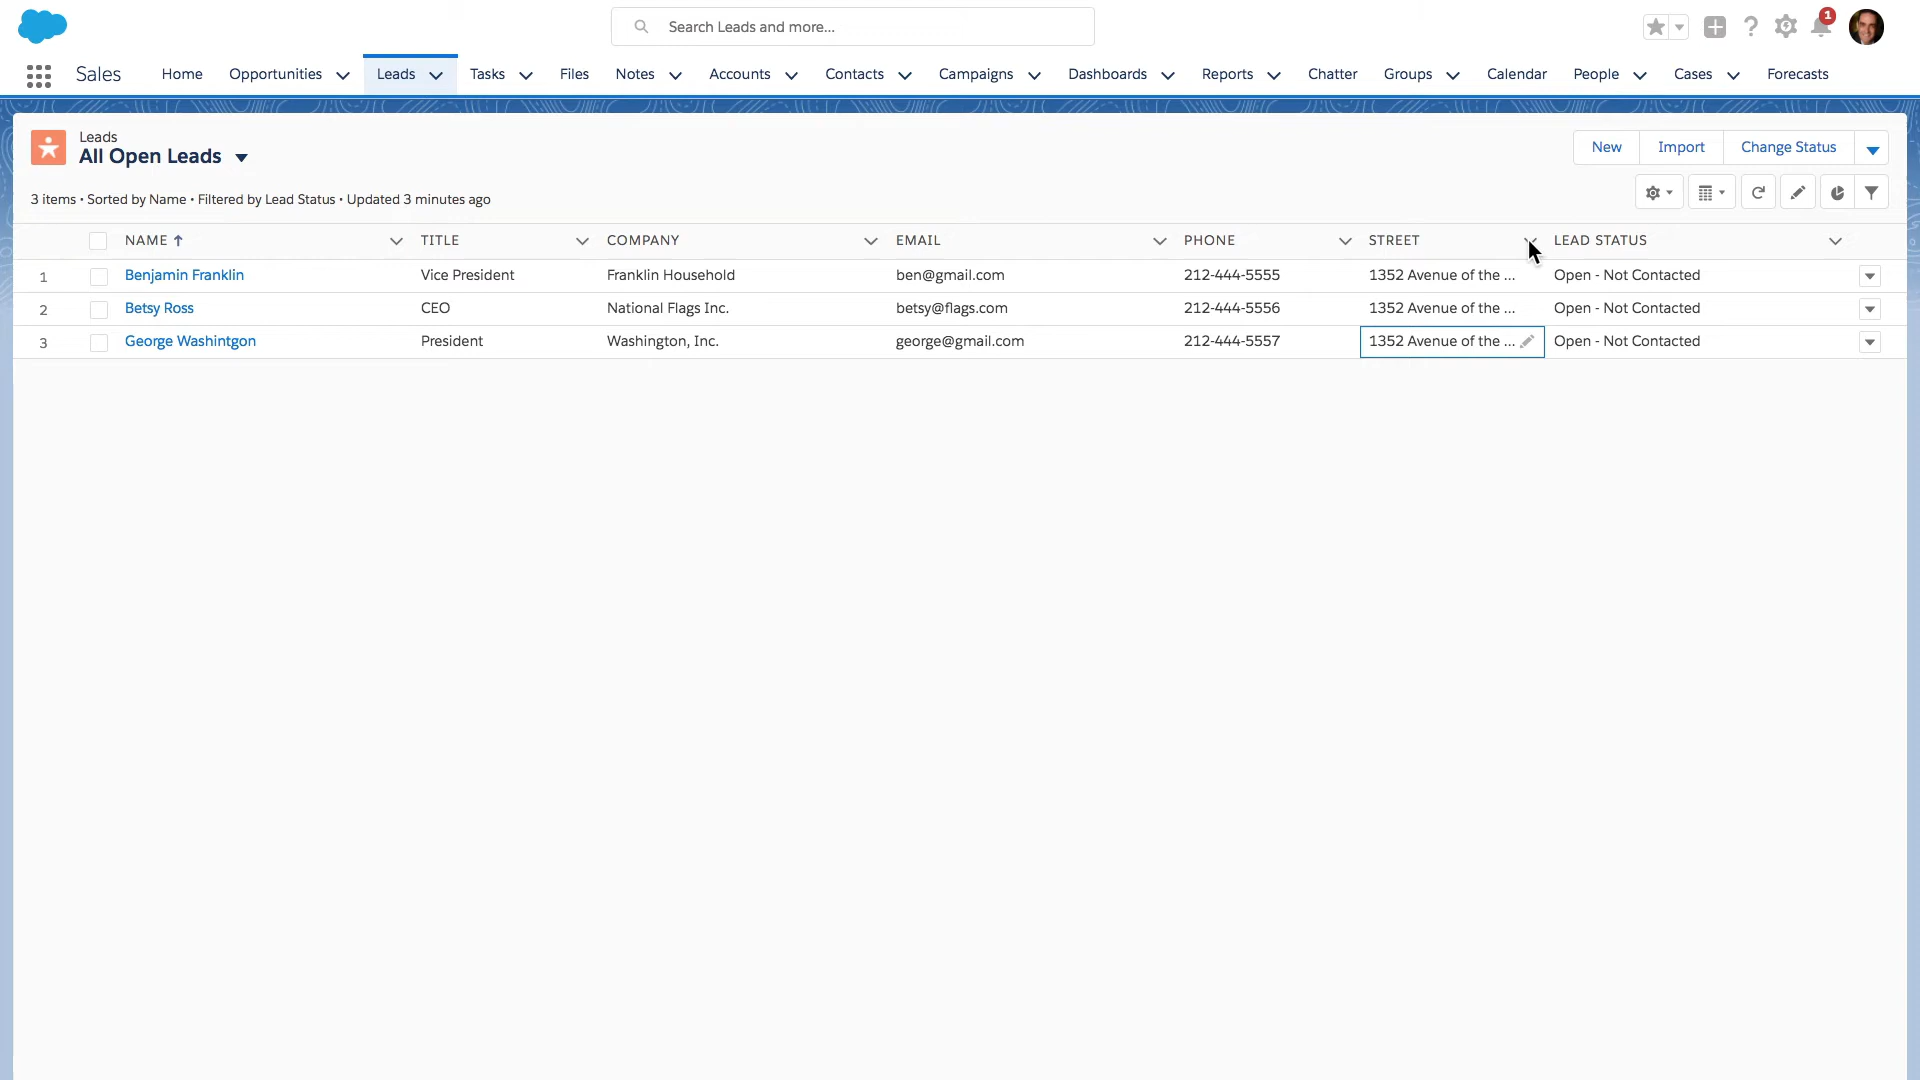 Search Leads and more...
1
Sales Home Opportunities Leads Tasks Files Notes Accounts Contacts Campaigns Dashboards Reports Chatter Groups Calendar People Cases Forecasts
Leads
All Open Leads
New Import Change Status
3 items • Sorted by Name • Filtered by Lead Status • Updated 3 minutes ago
NAME TITLE COMPANY EMAIL PHONE STREET LEAD STATUS
1 Benjamin Franklin Vice President Franklin Household ben@gmail.com 212-444-5555 1352 Avenue of the ... Open - Not Contacted
2 Betsy Ross CEO National Flags Inc. betsy@flags.com 212-444-5556 1352 Avenue of the ... Open - Not Contacted
3 George Washintgon President Washington, Inc. george@gmail.com 212-444-5557 1352 Avenue of the ... Open - Not Contacted